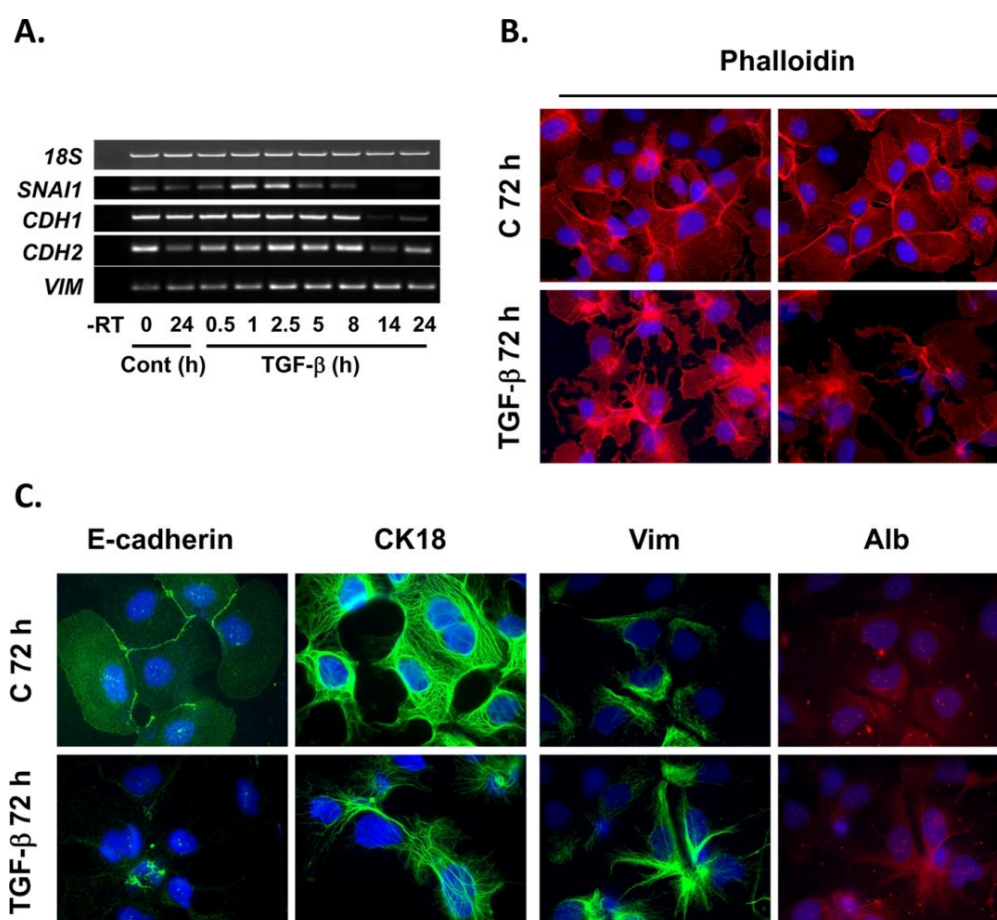 A.
18S
SNAI1
CDH1
CDH2
VIM
-RT 0 24 0.5 1 2.5 5 8 14 24
Cont (h) TGF-β (h)
B.
Phalloidin
C 72 h
TGF-β 72 h
C.
E-cadherin CK18 Vim Alb
C 72 h
TGF-β 72 h